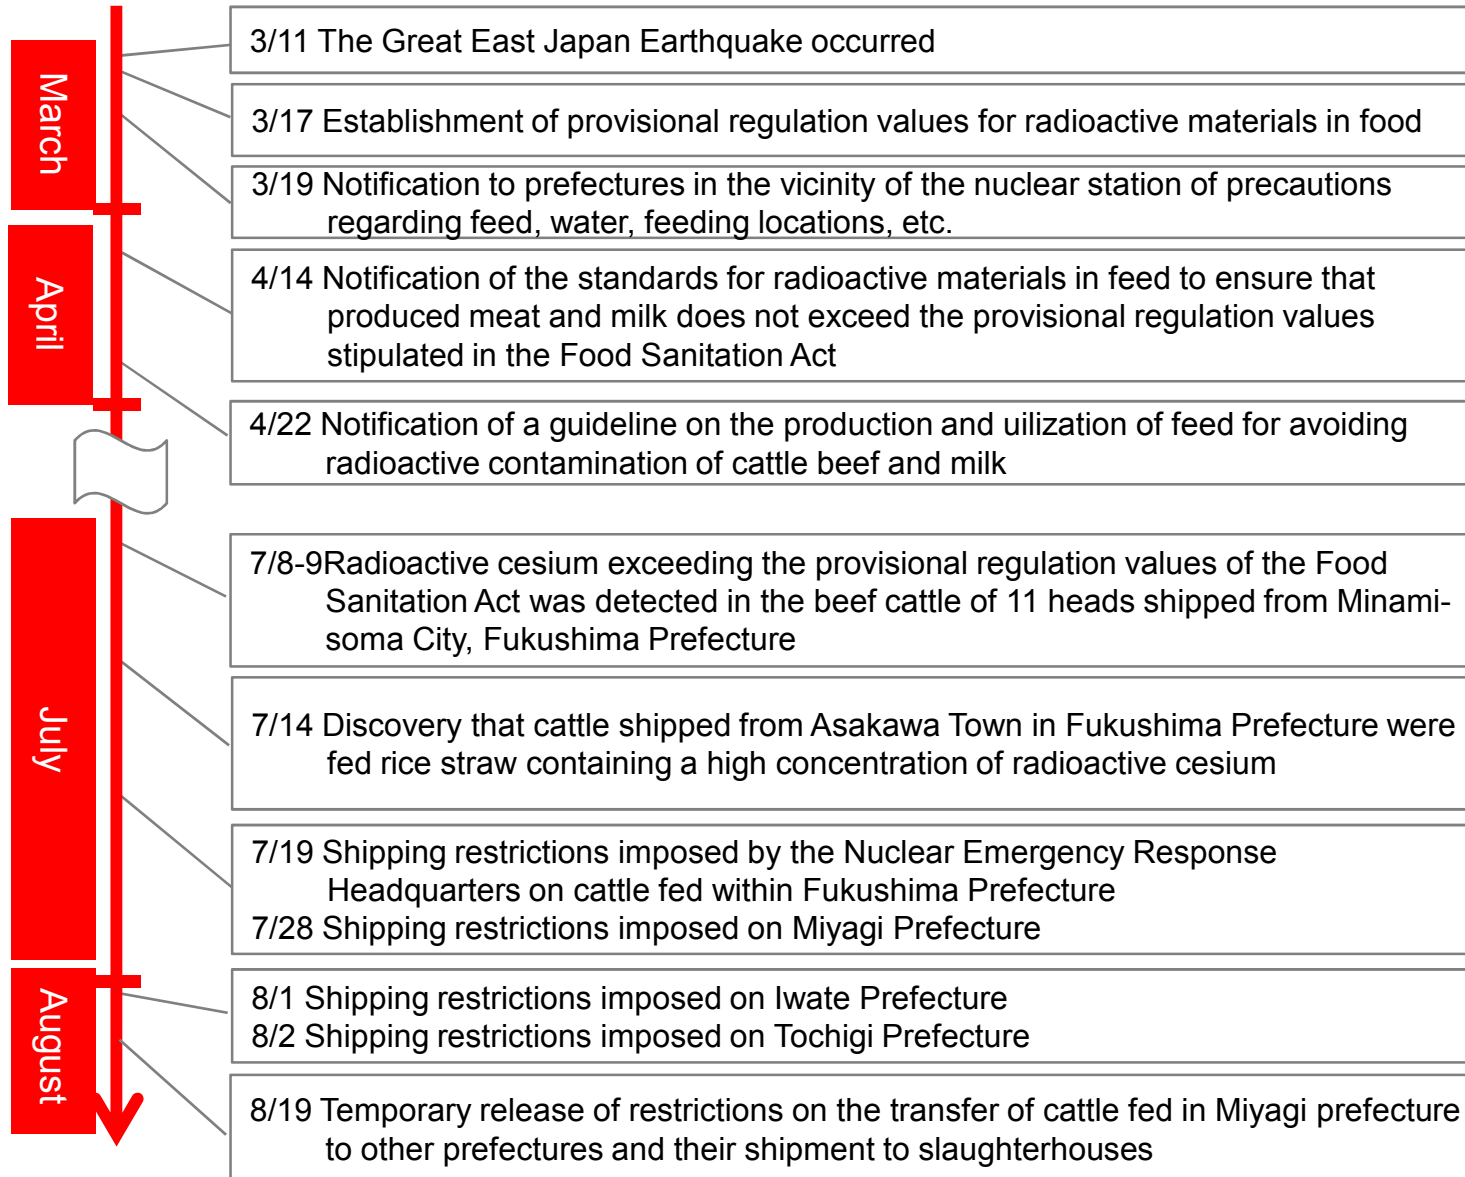 March
3/11 The Great East Japan Earthquake occurred
3/17 Establishment of provisional regulation values for radioactive materials in food
3/19 Notification to prefectures in the vicinity of the nuclear station of precautions
regarding feed, water, feeding locations, etc.
April
4/14 Notification of the standards for radioactive materials in feed to ensure that
produced meat and milk does not exceed the provisional regulation values
stipulated in the Food Sanitation Act
4/22 Notification of a guideline on the production and uilization of feed for avoiding
radioactive contamination of cattle beef and milk
July
7/8-9Radioactive cesium exceeding the provisional regulation values of the Food
Sanitation Act was detected in the beef cattle of 11 heads shipped from Minami-
soma City, Fukushima Prefecture
7/14 Discovery that cattle shipped from Asakawa Town in Fukushima Prefecture were
fed rice straw containing a high concentration of radioactive cesium
7/19 Shipping restrictions imposed by the Nuclear Emergency Response
Headquarters on cattle fed within Fukushima Prefecture
7/28 Shipping restrictions imposed on Miyagi Prefecture
August
8/1 Shipping restrictions imposed on Iwate Prefecture
8/2 Shipping restrictions imposed on Tochigi Prefecture
8/19 Temporary release of restrictions on the transfer of cattle fed in Miyagi prefecture
to other prefectures and their shipment to slaughterhouses